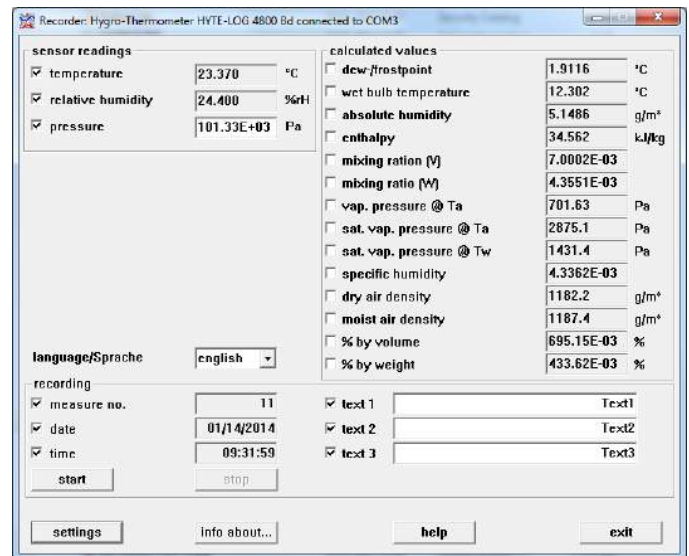 Recorder: Hygro-Thermometer HYTE-LOG 4800 Bd connected to COM3
sensor readings
temperature 23.370 °C
relative humidity 24.400 %rH
pressure 101.33E+03 Pa
calculated values
dew-/frostpoint 1.9116 °C
wet bulb temperature 12.302 °C
absolute humidity 5.1486 g/m³
enthalpy 34.562 kJ/kg
mixing ration (V) 7.0002E-03
mixing ratio (W) 4.3551E-03
vap. pressure @ Ta 701.63 Pa
sat. vap. pressure @ Ta 2875.1 Pa
sat. vap. pressure @ Tw 1431.4 Pa
specific humidity 4.3362E-03
dry air density 1182.2 g/m³
moist air density 1187.4 g/m³
% by volume 695.15E-03 %
% by weight 433.62E-03 %
language/Sprache english
recording
measure no. 11 text 1 Text1
date 01/14/2014 text 2 Text2
time 09:31:59 text 3 Text3
start stop
settings info about... help exit